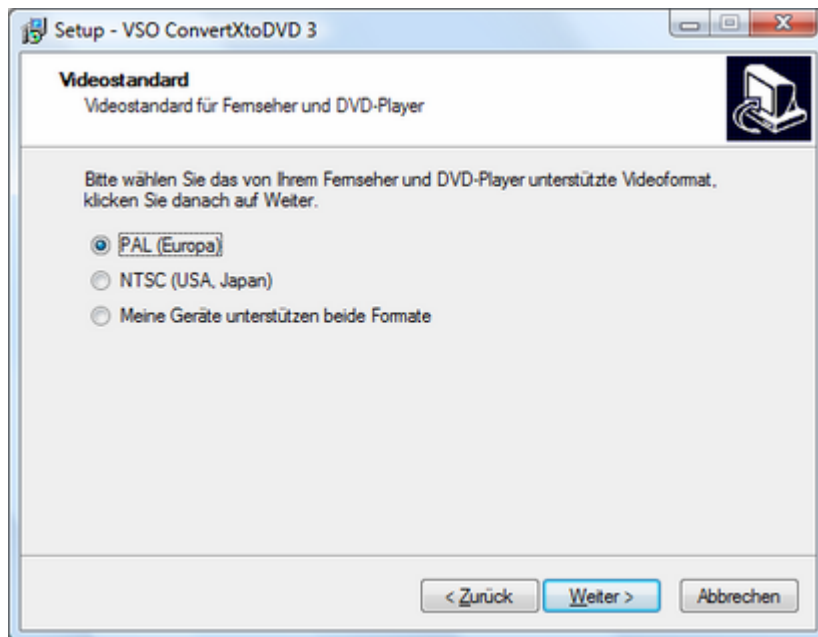 Setup - VSO ConvertXtoDVD 3
Videostandard
Videostandard für Fernseher und DVD-Player
Bitte wählen Sie das von Ihrem Fernseher und DVD-Player unterstützte Videoformat,
klicken Sie danach auf Weiter.
PAL (Europa)
NTSC (USA, Japan)
Meine Geräte unterstützen beide Formate
< Zurück
Weiter >
Abbrechen